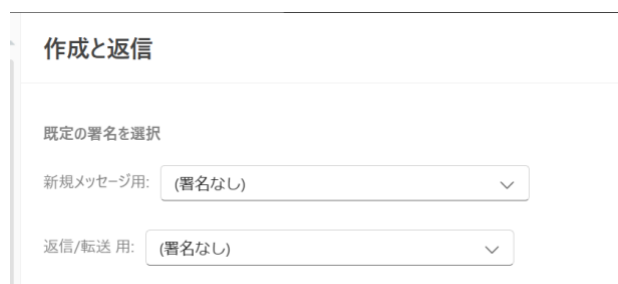 作成と返信
既定の署名を選択
新規メッセージ用: (署名なし)
返信/転送 用: (署名なし)